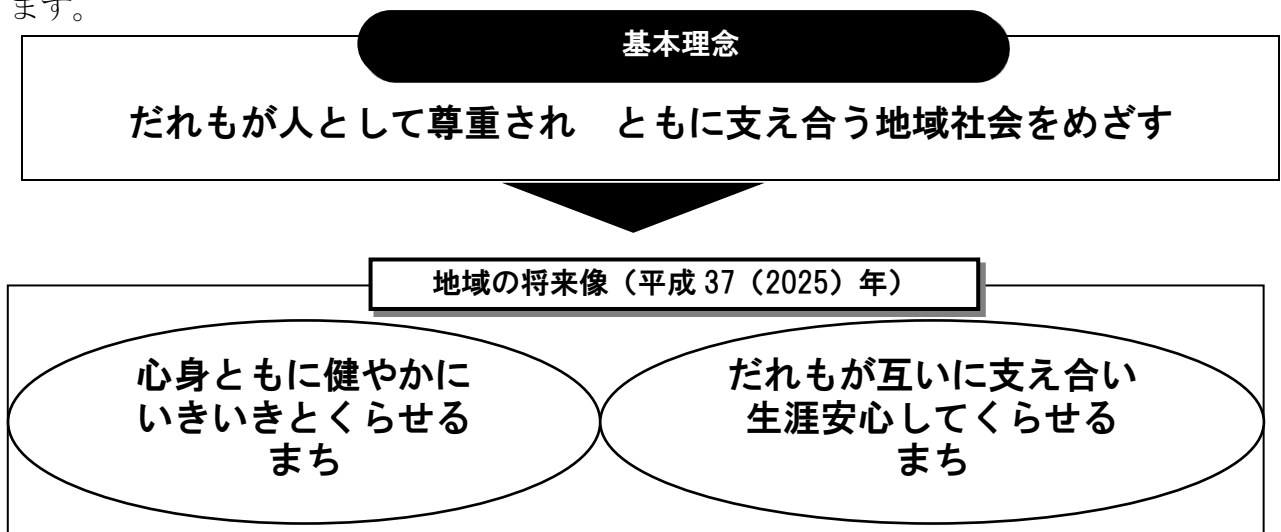 ます。
基本理念
だれもが人として尊重され　ともに支え合う地域社会をめざす
地域の将来像（平成 37（2025）年）
心身ともに健やかに
いきいきとくらせる
まち
だれもが互いに支え合い
生涯安心してくらせる
まち